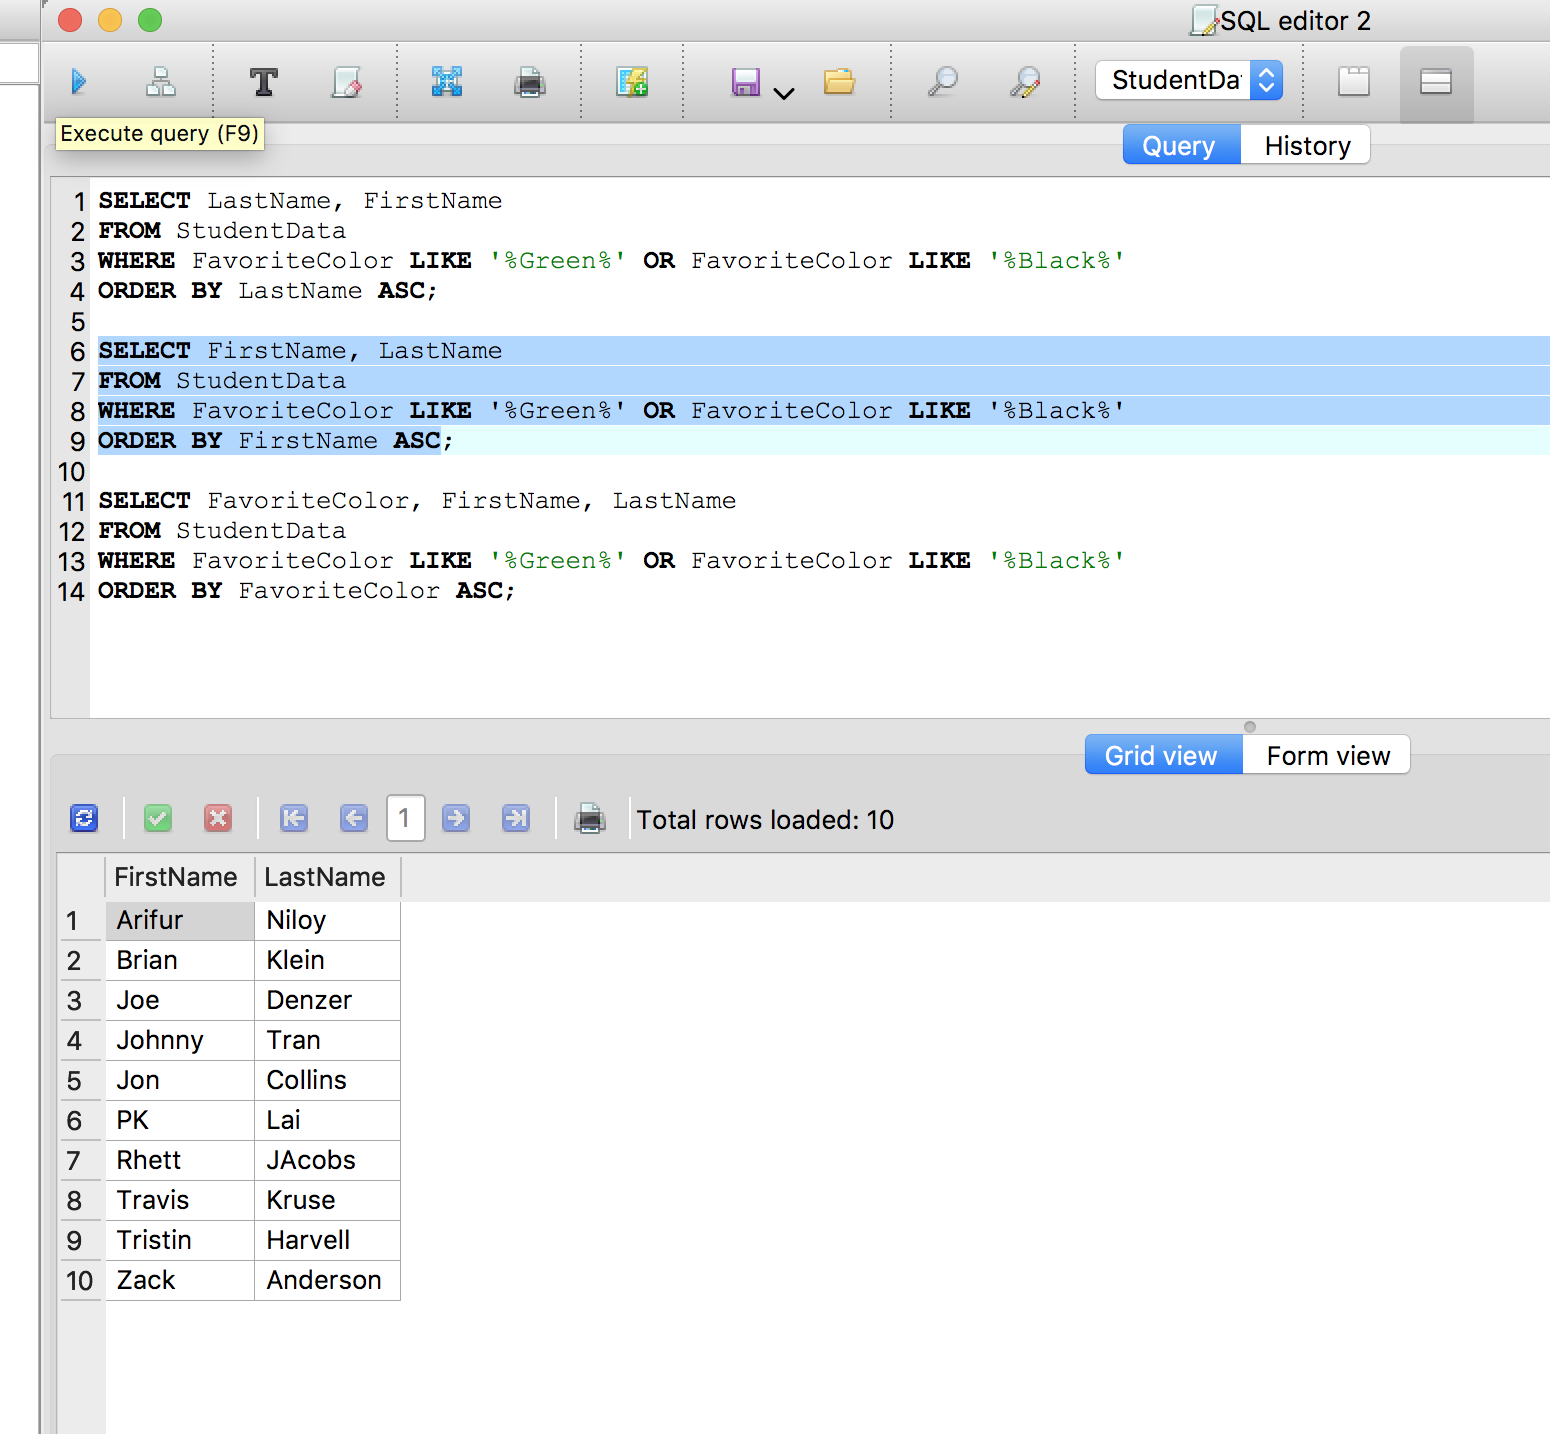 SQL editor 2
StudentDa
Execute query (F9)
Query History
1 SELECT LastName, FirstName
2 FROM StudentData
3 WHERE FavoriteColor LIKE '%Green%' OR FavoriteColor LIKE '%Black%'
4 ORDER BY LastName ASC;
5
6 SELECT FirstName, LastName
7 FROM StudentData
8 WHERE FavoriteColor LIKE '%Green%' OR FavoriteColor LIKE '%Black%'
9 ORDER BY FirstName ASC;
10
11 SELECT FavoriteColor, FirstName, LastName
12 FROM StudentData
13 WHERE FavoriteColor LIKE '%Green%' OR FavoriteColor LIKE '%Black%'
14 ORDER BY FavoriteColor ASC;
Grid view Form view
1 Total rows loaded: 10
FirstName LastName
1 Arifur Niloy
2 Brian Klein
3 Joe Denzer
4 Johnny Tran
5 Jon Collins
6 PK Lai
7 Rhett JAcobs
8 Travis Kruse
9 Tristin Harvell
10 Zack Anderson